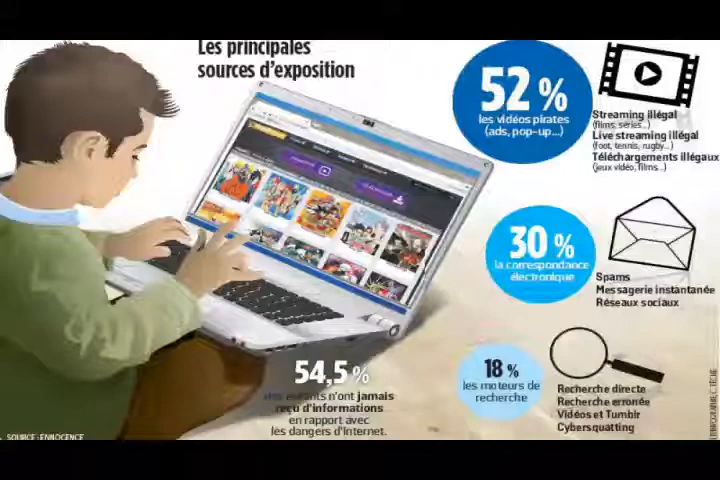 Les principales
sources d'exposition
52 %
les vidéos pirates
(ads, pop-up...)
Streaming illégal
(films, séries...)
Live streaming illégal
(foot, tennis, rugby...)
Téléchargements illégaux
(jeux vidéo, films...)
30 %
la correspondance
électronique
Spams
Messagerie instantanée
Réseaux sociaux
18 %
les moteurs de
recherche
Recherche directe
Recherche erronée
Vidéos et Tumblr
Cybersquatting
54,5 %
des enfants n'ont jamais
reçu d'informations
en rapport avec
les dangers d'Internet.
SOURCE : ENNOCENCE